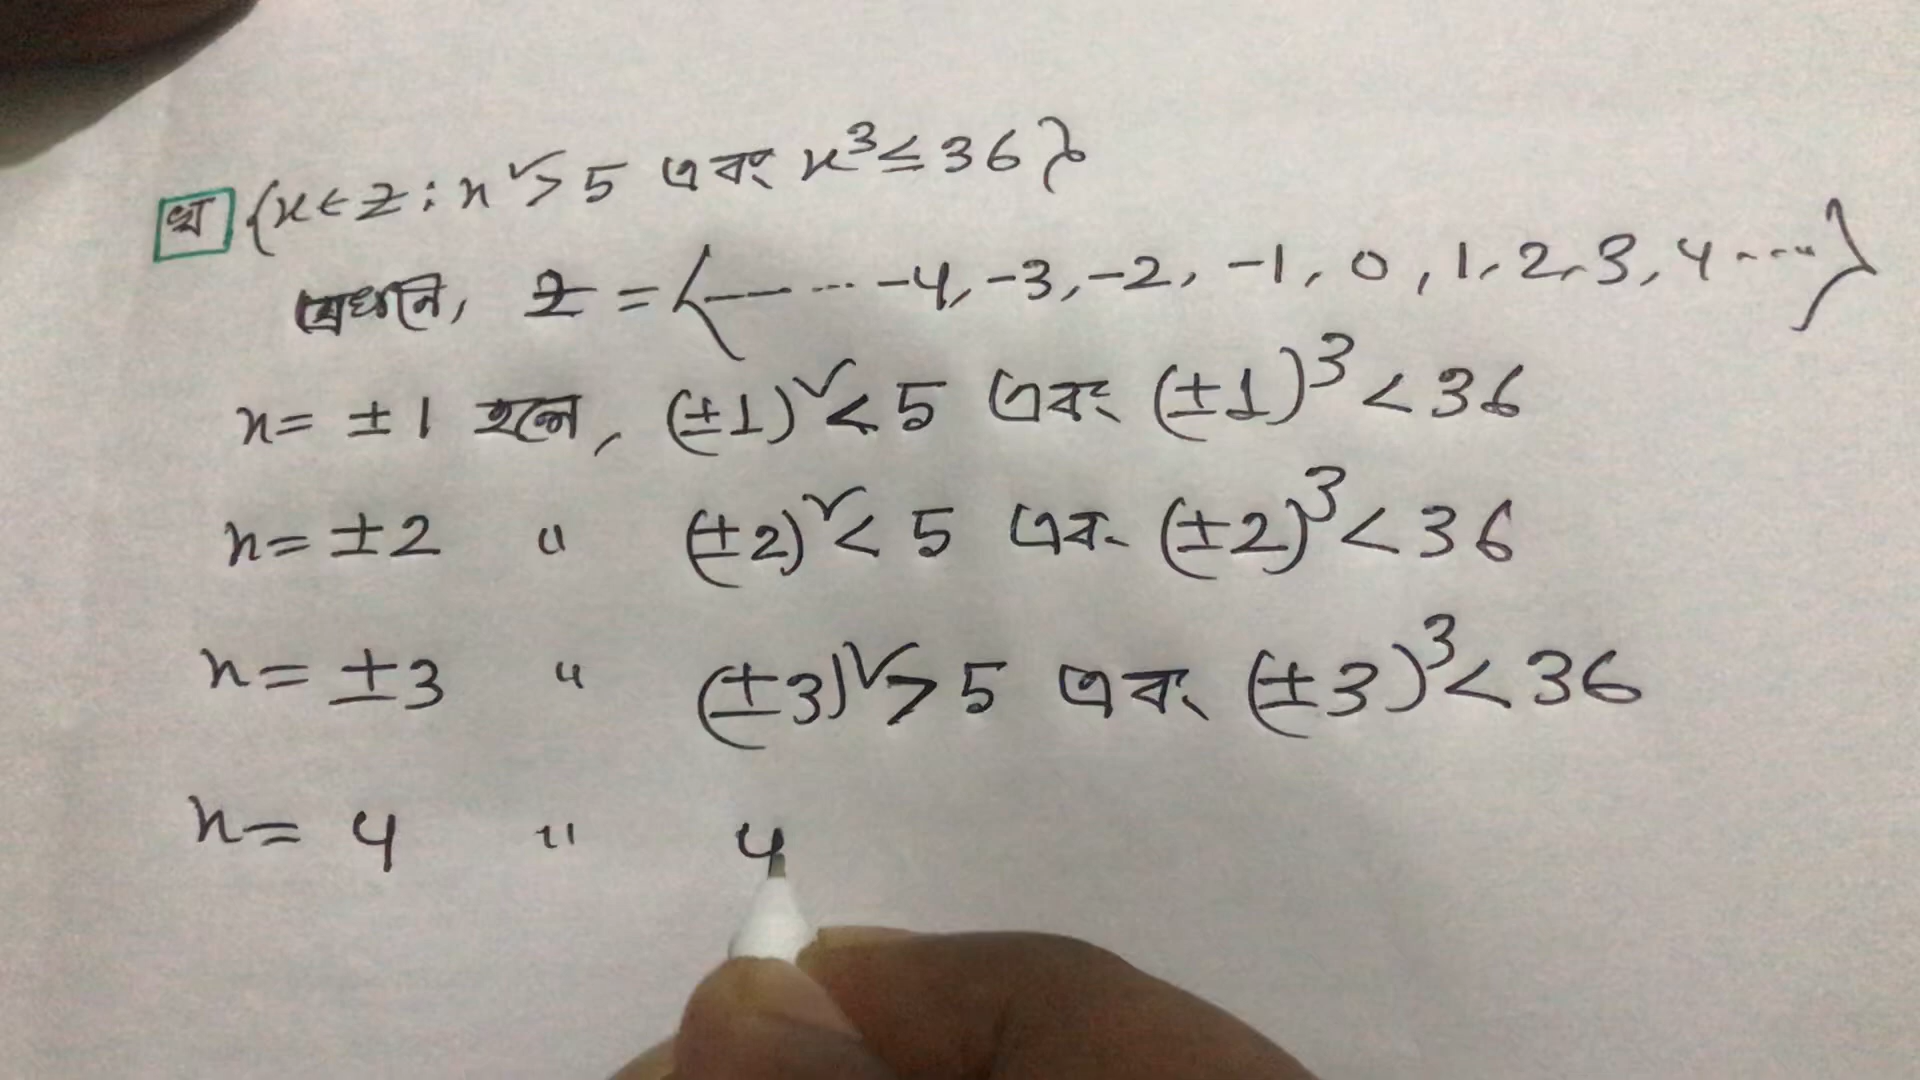 খ {x∈Z : x² > 5 এবং x³ ≤ 36}
এখানে, Z = {---- ... -4, -3, -2, -1, 0, 1, 2, 3, 4 ....}
x = ±1 হলে, (±1)² < 5 এবং (±1)³ < 36
x = ±2 " (±2)² < 5 এবং (±2)³ < 36
x = ±3 " (±3)² > 5 এবং (±3)³ < 36
x = 4 " 4